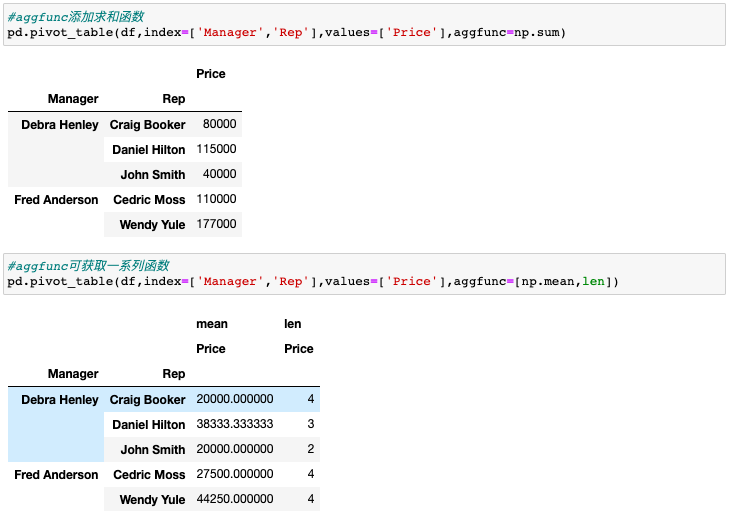 #aggfunc添加求和函数
pd.pivot_table(df,index=['Manager','Rep'],values=['Price'],aggfunc=np.sum)
Price
Manager Rep
Debra Henley Craig Booker 80000
Daniel Hilton 115000
John Smith 40000
Fred Anderson Cedric Moss 110000
Wendy Yule 177000
#aggfunc可获取一系列函数
pd.pivot_table(df,index=['Manager','Rep'],values=['Price'],aggfunc=[np.mean,len])
mean len
Price Price
Manager Rep
Debra Henley Craig Booker 20000.000000 4
Daniel Hilton 38333.333333 3
John Smith 20000.000000 2
Fred Anderson Cedric Moss 27500.000000 4
Wendy Yule 44250.000000 4